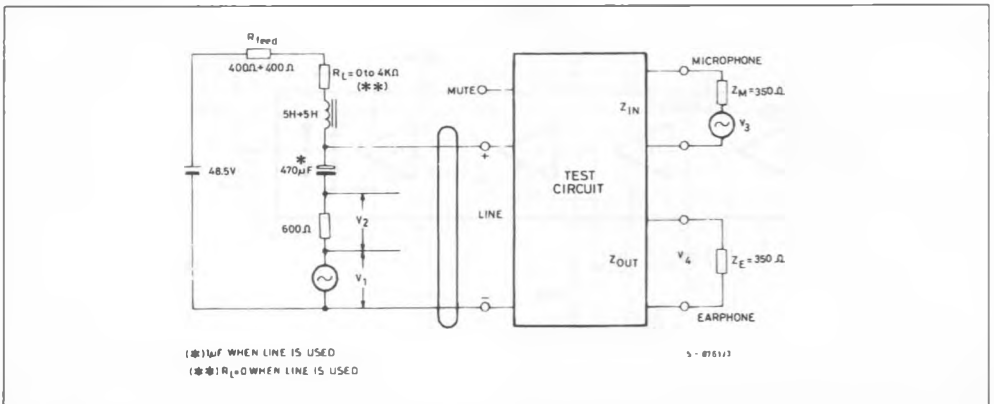 Rfeed
400Ω+400Ω
RL=0 to 4KΩ
(**)
5H+5H
*
470µF
48.5V
600Ω
V2
V1
MUTE
+
LINE
−
TEST
CIRCUIT
ZIN
ZOUT
MICROPHONE
ZM=350Ω
V3
V4
ZE=350Ω
EARPHONE
(*)1µF WHEN LINE IS USED
(**)RL=0 WHEN LINE IS USED